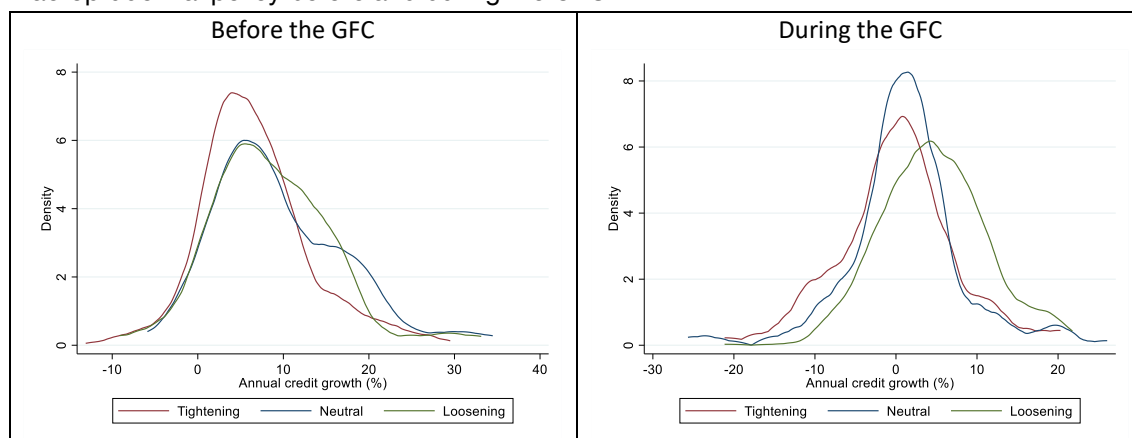 Before the GFC
8
6
4
2
0
Density
-10 0 10 20 30 40
Annual credit growth (%)
Tightening Neutral Loosening
During the GFC
8
6
4
2
0
Density
-30 -20 -10 0 10 20
Annual credit growth (%)
Tightening Neutral Loosening